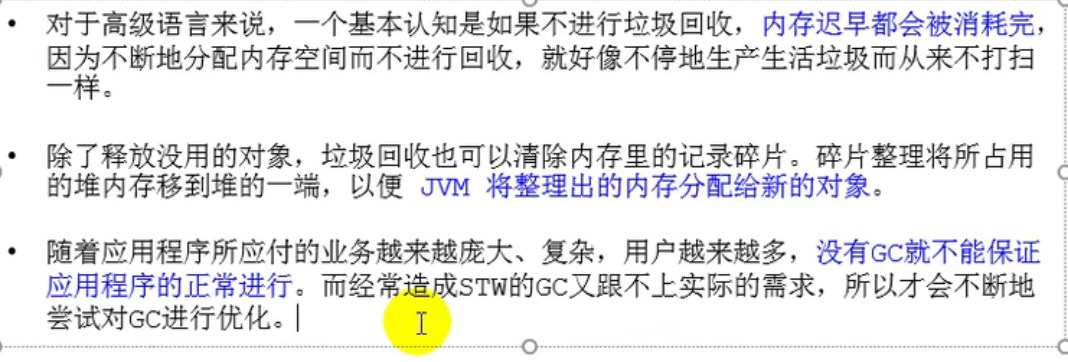 • 对于高级语言来说，一个基本认知是如果不进行垃圾回收，内存迟早都会被消耗完，
因为不断地分配内存空间而不进行回收，就好像不停地生产生活垃圾而从来不打扫
一样。
• 除了释放没用的对象，垃圾回收也可以清除内存里的记录碎片。碎片整理将所占用
的堆内存移到堆的一端，以便 JVM 将整理出的内存分配给新的对象。
• 随着应用程序所应付的业务越来越庞大、复杂，用户越来越多，没有GC就不能保证
应用程序的正常进行。而经常造成STW的GC又跟不上实际的需求，所以才会不断地
尝试对GC进行优化。